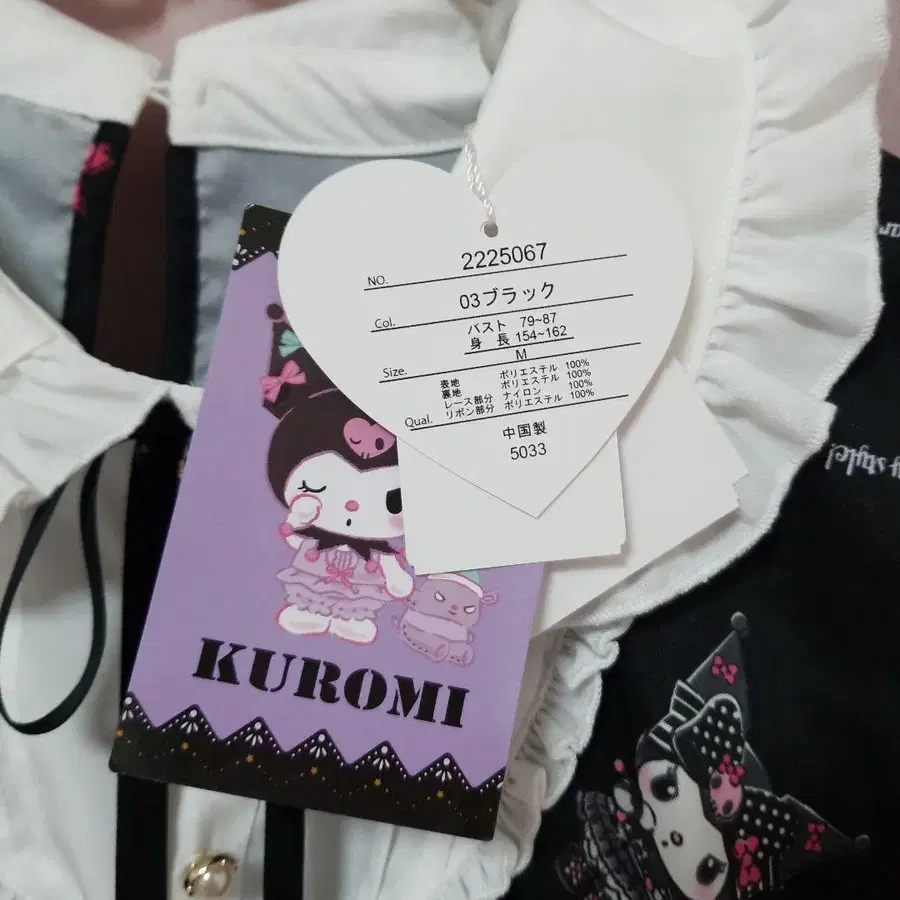 NO. 2225067
Col. 03ブラック
バスト 79~87
身 長 154~162
Size. M
表地 ポリエステル 100%
裏地 ポリエステル 100%
レース部分 ナイロン 100%
Qual. リボン部分 ポリエステル 100%
中国製
5033
KUROMI
y style!